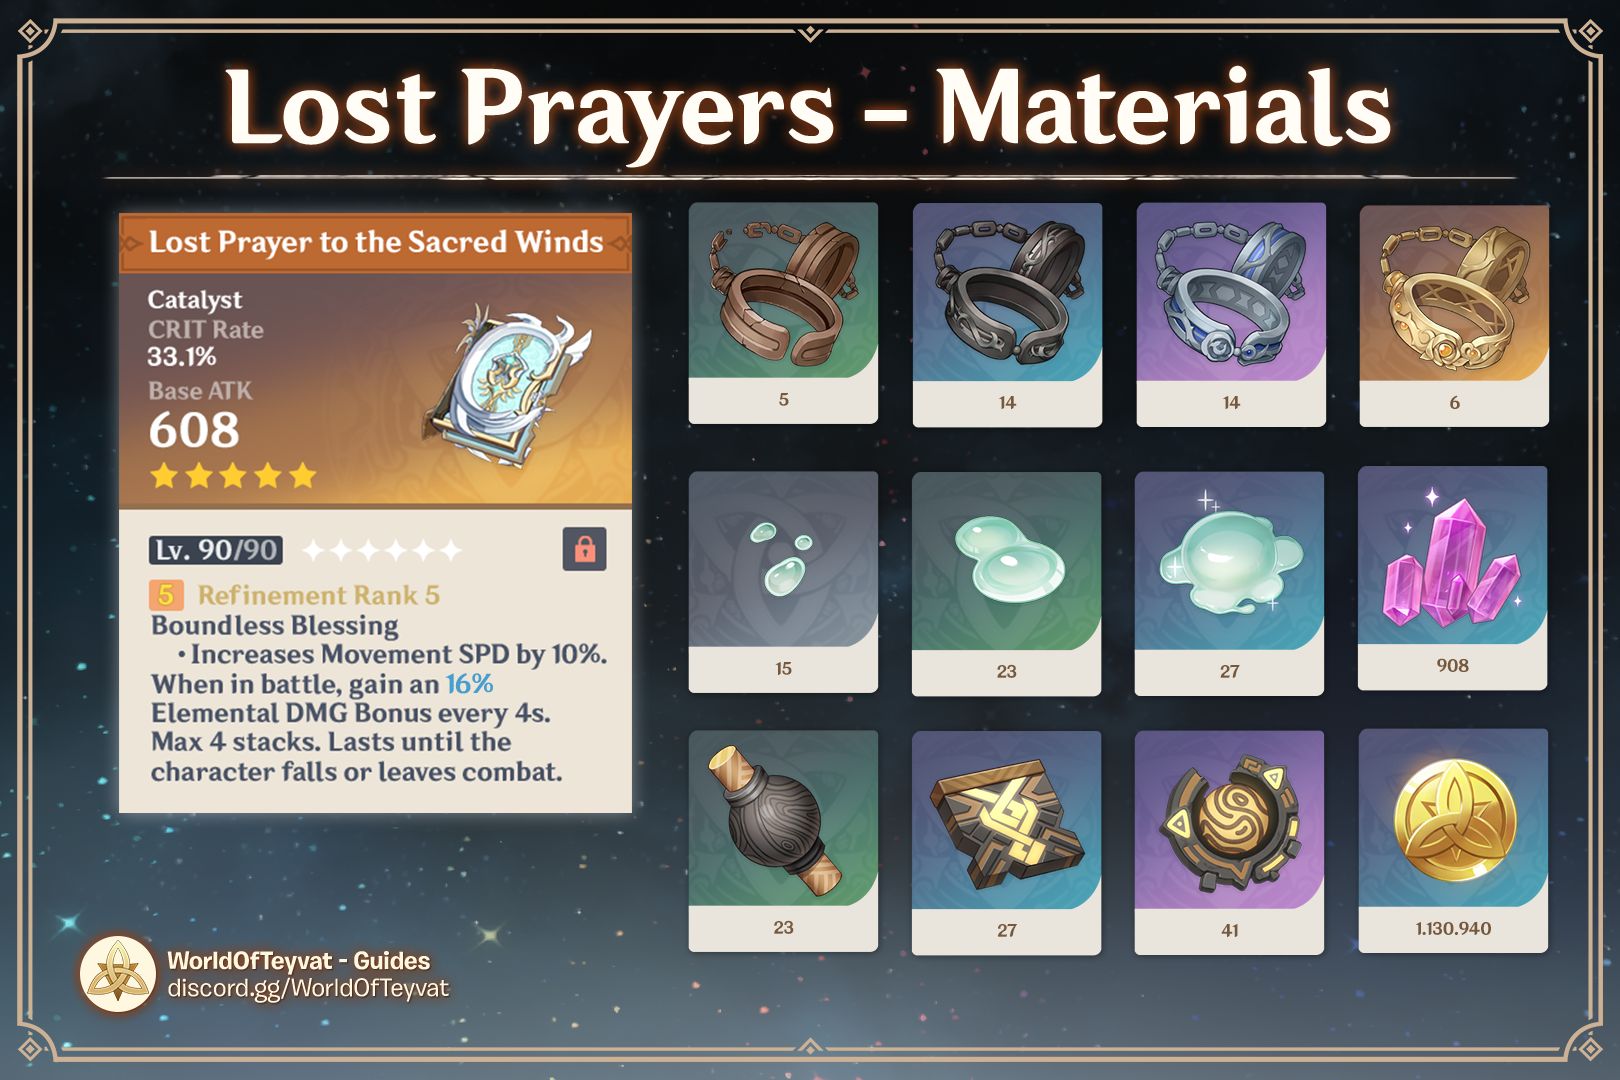 Lost Prayers - Materials
Lost Prayer to the Sacred Winds
Catalyst
CRIT Rate
33.1%
Base ATK
608
Lv. 90/90
5 Refinement Rank 5
Boundless Blessing
• Increases Movement SPD by 10%.
When in battle, gain an 16%
Elemental DMG Bonus every 4s.
Max 4 stacks. Lasts until the
character falls or leaves combat.
5
14
14
6
15
23
27
908
23
27
41
1.130.940
WorldOfTeyvat - Guides
discord.gg/WorldOfTeyvat